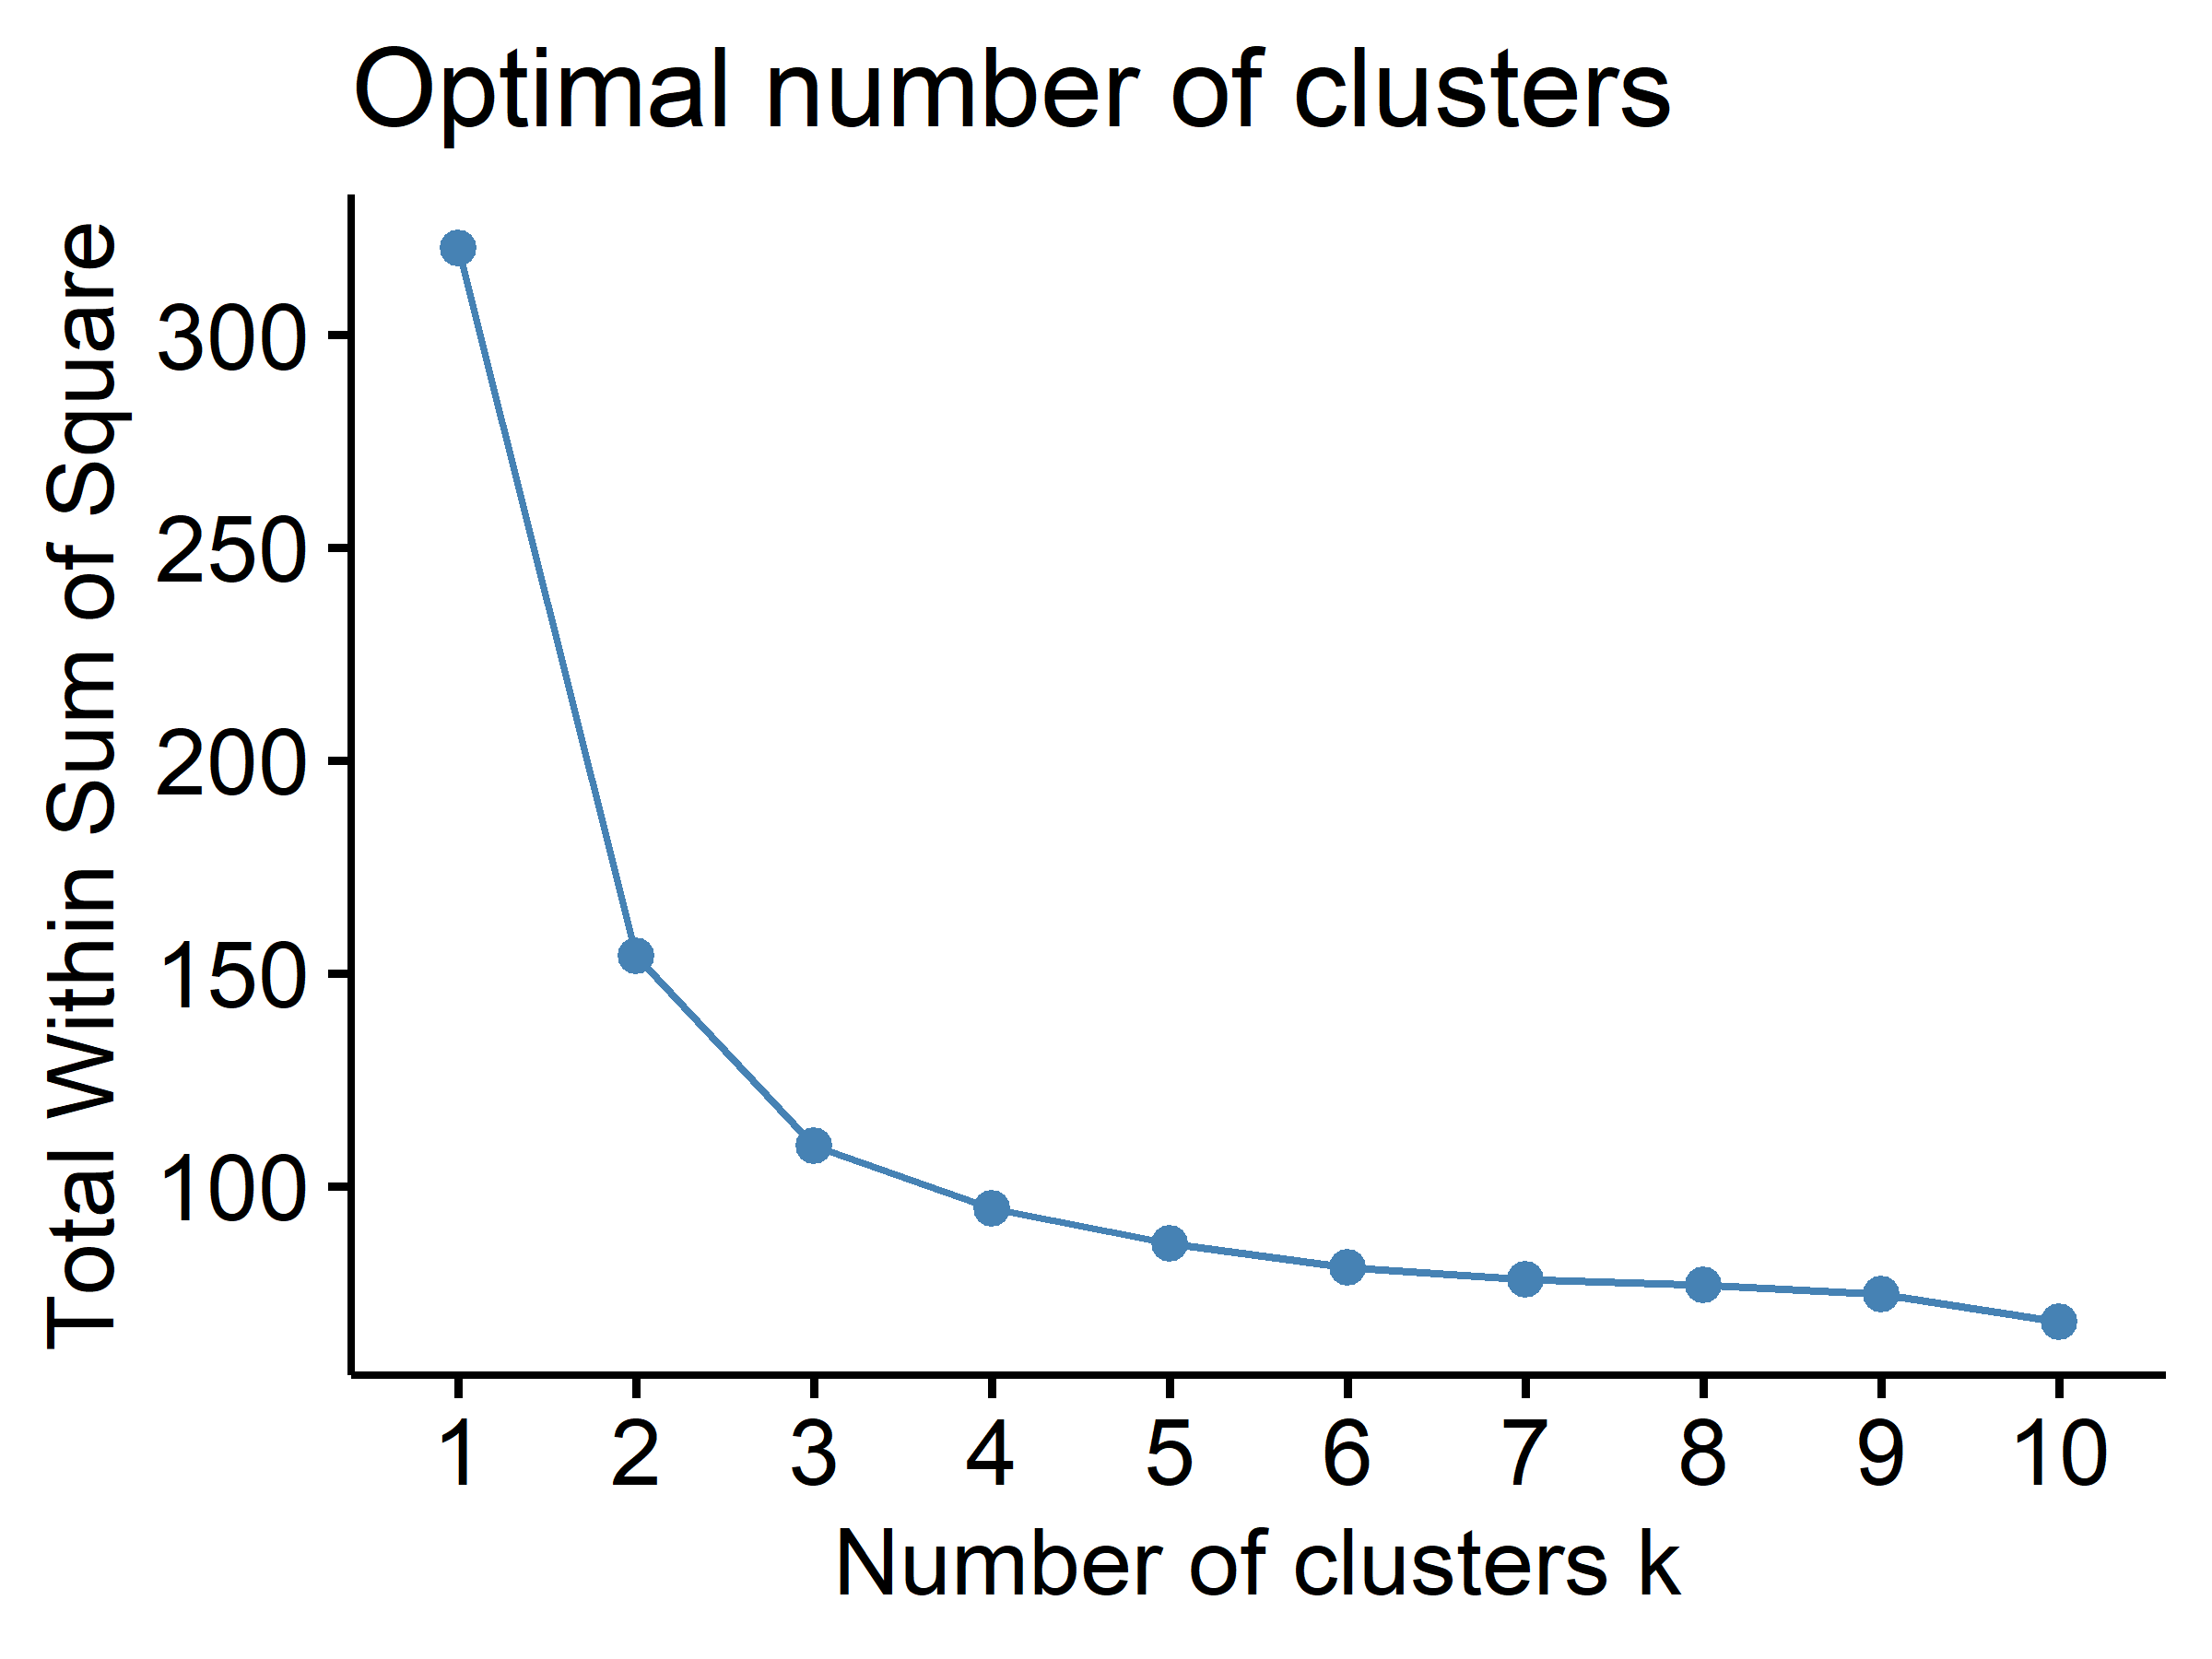 Optimal number of clusters
Total Within Sum of Square
300
250
200
150
100
1 2 3 4 5 6 7 8 9 10
Number of clusters k